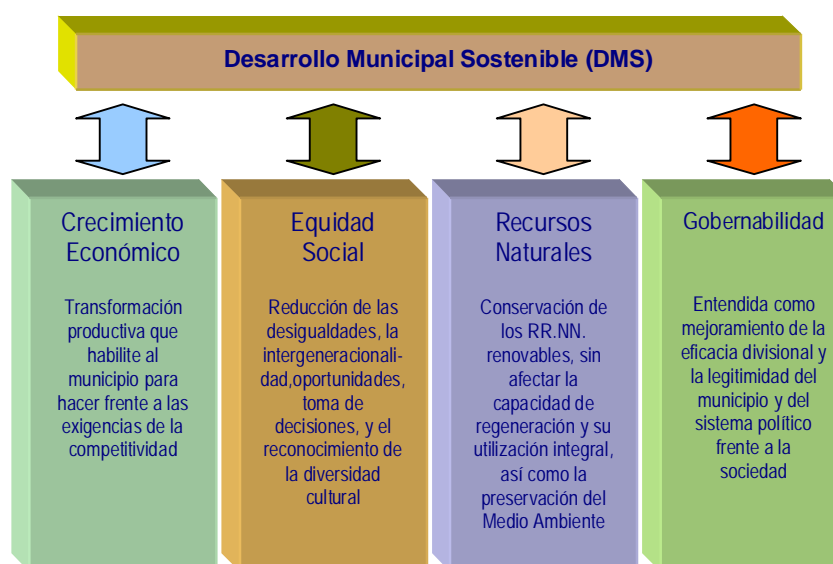 Desarrollo Municipal Sostenible (DMS)
Crecimiento
Económico
Transformación
productiva que
habilite al
municipio para
hacer frente a las
exigencias de la
competitividad
Equidad
Social
Reducción de las
desigualdades, la
intergeneracionali-
dad,oportunidades,
toma de
decisiones, y el
reconocimiento de
la diversidad
cultural
Recursos
Naturales
Conservación de
los RR.NN.
renovables, sin
afectar la
capacidad de
regeneración y su
utilización integral,
así como la
preservación del
Medio Ambiente
Gobernabilidad
Entendida como
mejoramiento de la
eficacia divisional y
la legitimidad del
municipio y del
sistema político
frente a la
sociedad